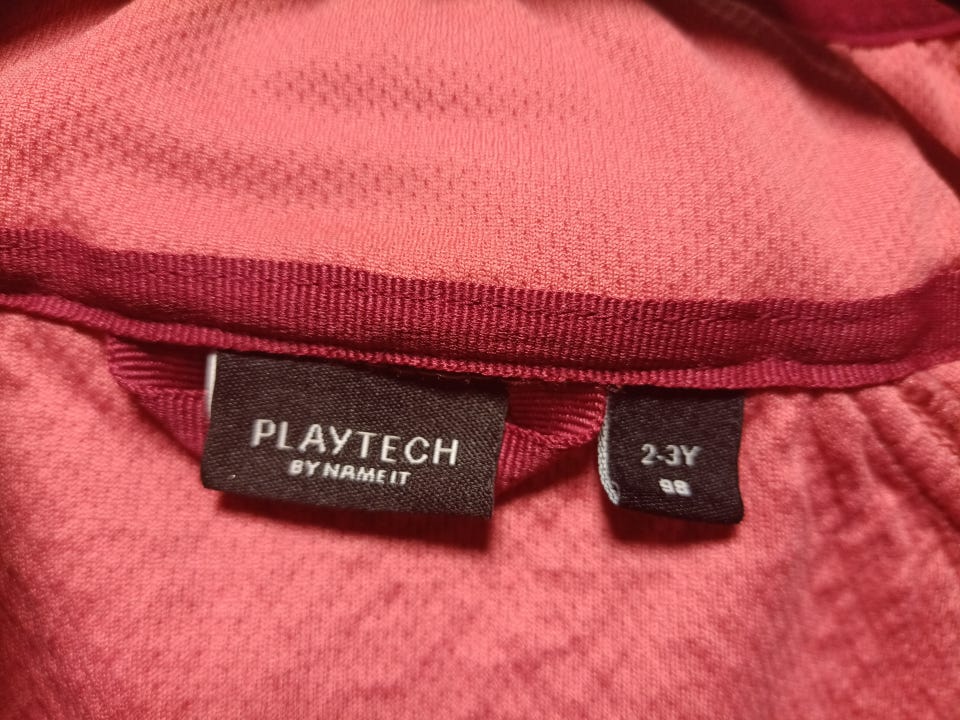 PLAYTECH
BY NAME IT
2-3Y
98